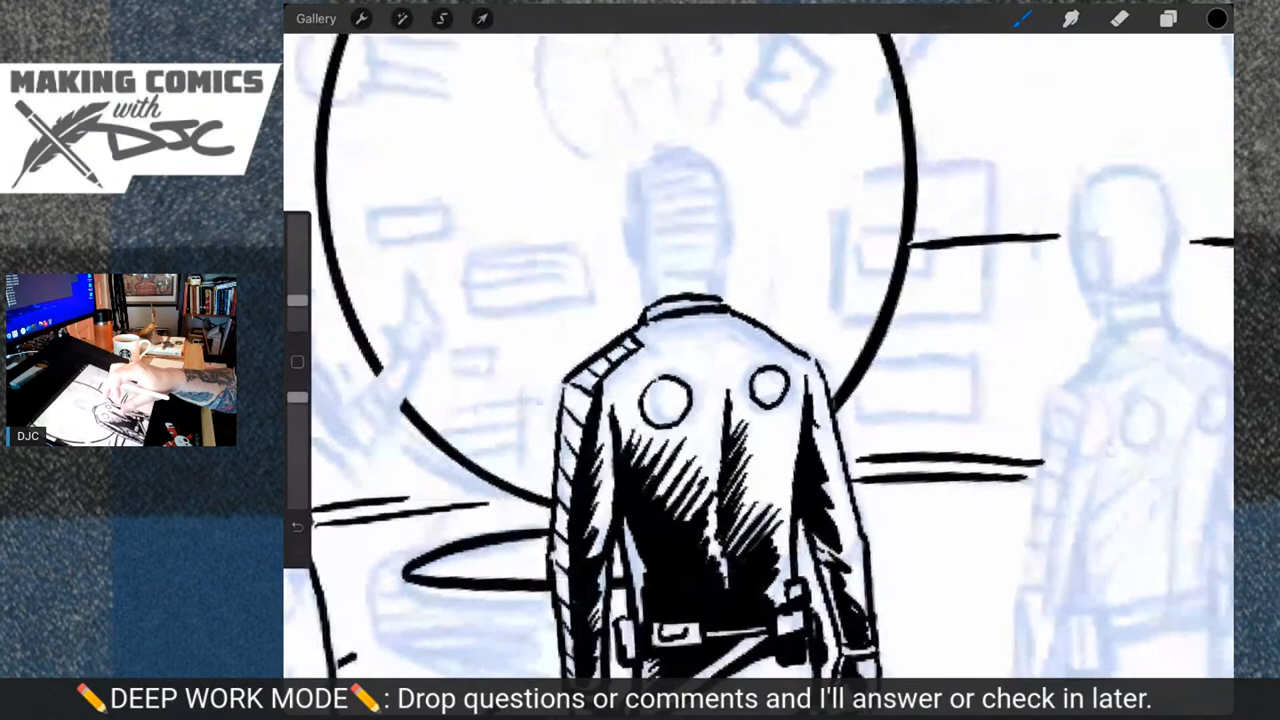 Gallery
MAKING COMICS
with
DJC
DJC
✏️DEEP WORK MODE✏️: Drop questions or comments and I'll answer or check in later.